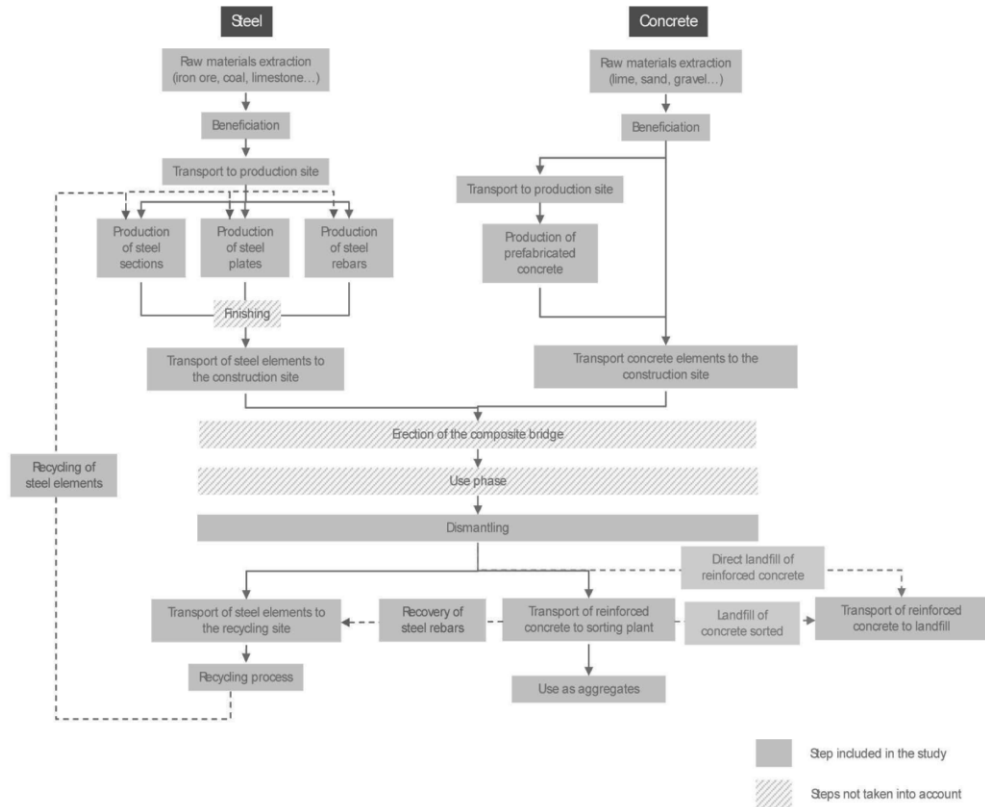 Steel
Concrete
Raw materials extraction
(iron ore, coal, limestone…)
Raw materials extraction
(lime, sand, gravel…)
Beneficiation
Beneficiation
Transport to production site
Transport to production site
Production
of steel
sections
Production
of steel
plates
Production
of steel
rebars
Production of
prefabricated
concrete
Finishing
Transport of steel elements to
the construction site
Transport concrete elements to the
construction site
Erection of the composite bridge
Recycling of
steel elements
Use phase
Dismantling
Direct landfill of
reinforced concrete
Transport of steel elements to
the recycling site
Recovery of
steel rebars
Transport of reinforced
concrete to sorting plant
Landfill of
concrete sorted
Transport of reinforced
concrete to landfill
Recycling process
Use as aggregates
Step included in the study
Steps not taken into account